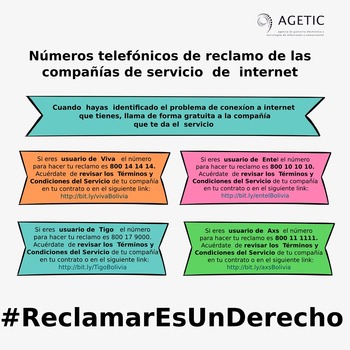 AGETIC
Números telefónicos de reclamo de las
compañías de servicio de internet
Cuando hayas identificado el problema de conexíon a internet
que tienes, llama de forma gratuita a la compañía
que te da el servicio
Si eres usuario de Viva el número
para hacer tu reclamo es 800 14 14 14.
Acuérdate de revisar los Términos y
Condiciones del Servicio de tu compañía
en tu contrato o en el siguiente link:
http://bit.ly/vivaBolivia
Si eres usuario de Entel el número
para hacer tu reclamo es 800 10 10 10.
Acuérdate de revisar los Términos y
Condiciones del Servicio de tu compañía
en tu contrato o en el siguiente link:
http://bit.ly/entelBolivia
Si eres usuario de Tigo el número
para hacer tu reclamo es 800 17 9000.
Acuérdate de revisar los Términos y
Condiciones del Servicio de tu compañía
en tu contrato o en el siguiente link:
http://bit.ly/TigoBolivia
Si eres usuario de Axs el número
para hacer tu reclamo es 800 11 1111.
Acuérdate de revisar los Términos y
Condiciones del Servicio de tu compañía
en tu contrato o en el siguiente link:
http://bit.ly/axsBolivia
#ReclamarEsUnDerecho